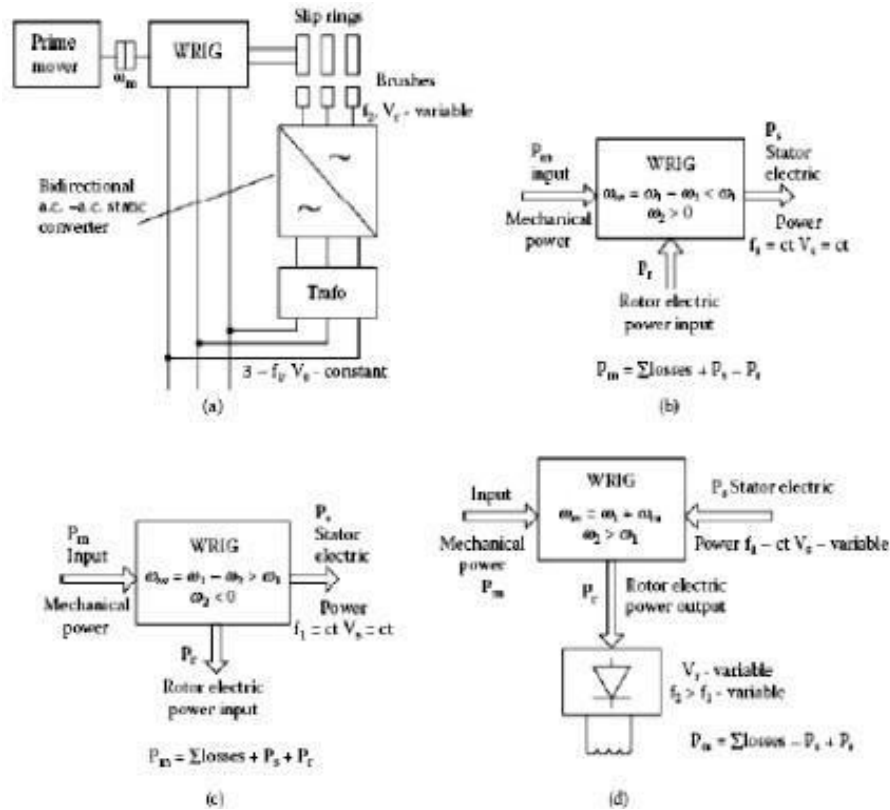 Slip rings
Prime
mover
ωm
WRIG
Brushes
f2, Vr - variable
Bidirectional
a.c. –a.c. static
converter
~
~
Trafo
3 – f1, Vs - constant
(a)
Pm
input
Mechanical
power
WRIG
ωm = ω1 – ω2 < ω1
ω2 > 0
Ps
Stator
electric
Power
f1 = ct Vs = ct
Pr
Rotor electric
power input
Pm = Σlosses + Ps – Pr
(b)
Pm
Input
Mechanical
power
WRIG
ωm = ω1 – ω2 > ω1
ω2 < 0
Ps
Stator
electric
Power
f1 = ct Vs = ct
Pr
Rotor electric
power input
Pm = Σlosses + Ps + Pr
(c)
Input
Mechanical
power
Pm
WRIG
ω2 > ω1
Ps Stator electric
Power f1 – ct Vs – variable
Pr
Rotor electric
power output
Vr - variable
f2 > f1 - variable
Pm = Σlosses – Ps + Pr
(d)